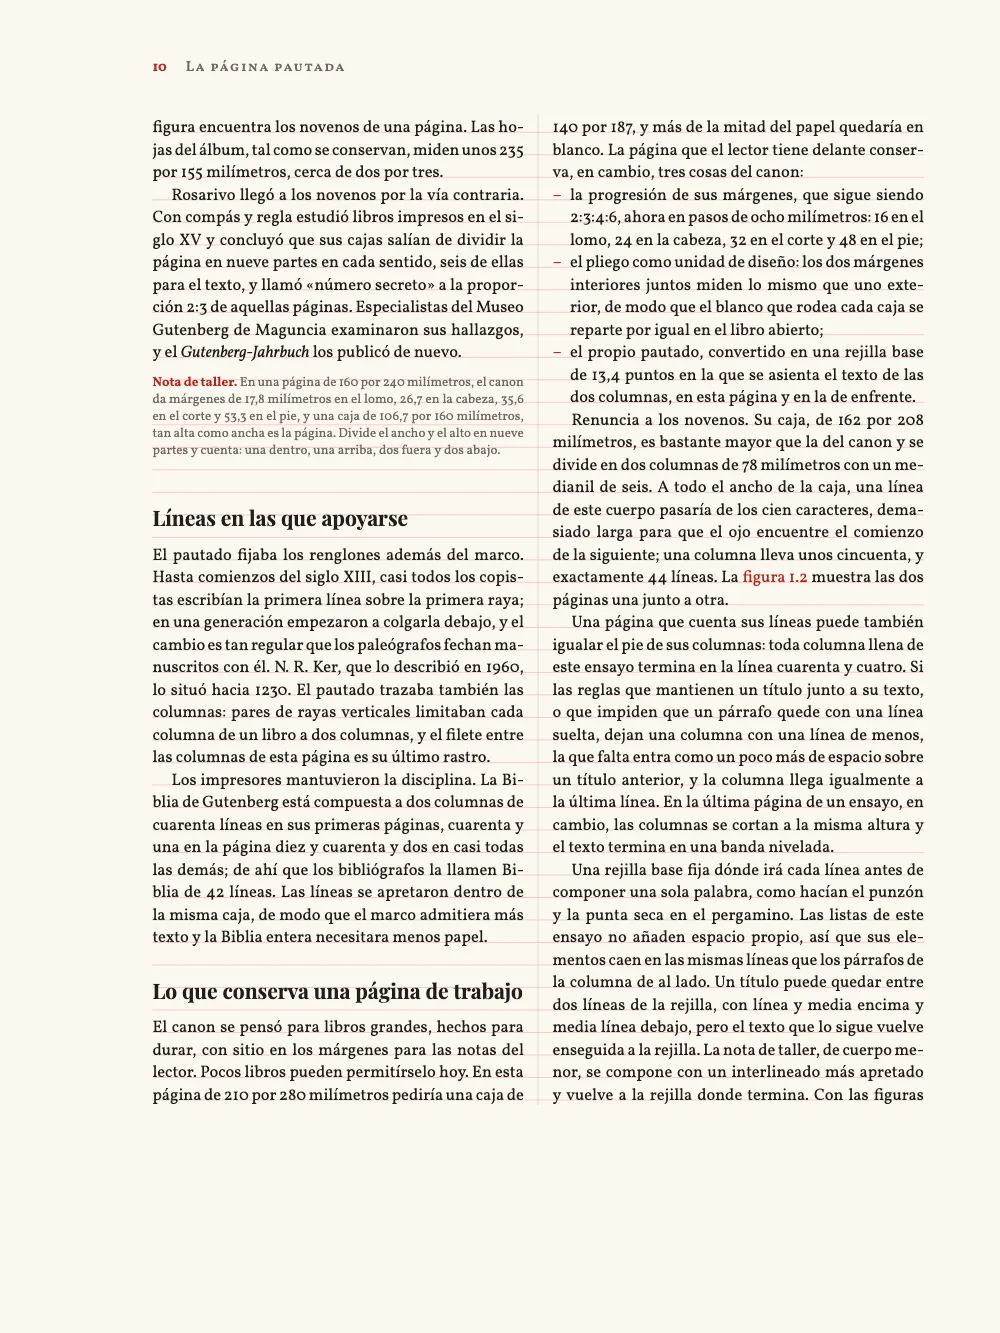 10 La página pautada
figura encuentra los novenos de una página. Las ho-
jas del álbum, tal como se conservan, miden unos 235
por 155 milímetros, cerca de dos por tres.
Rosarivo llegó a los novenos por la vía contraria.
Con compás y regla estudió libros impresos en el si-
glo XV y concluyó que sus cajas salían de dividir la
página en nueve partes en cada sentido, seis de ellas
para el texto, y llamó «número secreto» a la propor-
ción 2:3 de aquellas páginas. Especialistas del Museo
Gutenberg de Maguncia examinaron sus hallazgos,
y el Gutenberg-Jahrbuch los publicó de nuevo.
Nota de taller. En una página de 160 por 240 milímetros, el canon
da márgenes de 17,8 milímetros en el lomo, 26,7 en la cabeza, 35,6
en el corte y 53,3 en el pie, y una caja de 106,7 por 160 milímetros,
tan alta como ancha es la página. Divide el ancho y el alto en nueve
partes y cuenta: una dentro, una arriba, dos fuera y dos abajo.
Líneas en las que apoyarse
El pautado fijaba los renglones además del marco.
Hasta comienzos del siglo XIII, casi todos los copis-
tas escribían la primera línea sobre la primera raya;
en una generación empezaron a colgarla debajo, y el
cambio es tan regular que los paleógrafos fechan ma-
nuscritos con él. N. R. Ker, que lo describió en 1960,
lo situó hacia 1230. El pautado trazaba también las
columnas: pares de rayas verticales limitaban cada
columna de un libro a dos columnas, y el filete entre
las columnas de esta página es su último rastro.
Los impresores mantuvieron la disciplina. La Bi-
blia de Gutenberg está compuesta a dos columnas de
cuarenta líneas en sus primeras páginas, cuarenta y
una en la página diez y cuarenta y dos en casi todas
las demás; de ahí que los bibliógrafos la llamen Bi-
blia de 42 líneas. Las líneas se apretaron dentro de
la misma caja, de modo que el marco admitiera más
texto y la Biblia entera necesitara menos papel.
Lo que conserva una página de trabajo
El canon se pensó para libros grandes, hechos para
durar, con sitio en los márgenes para las notas del
lector. Pocos libros pueden permitírselo hoy. En esta
página de 210 por 280 milímetros pediría una caja de
140 por 187, y más de la mitad del papel quedaría en
blanco. La página que el lector tiene delante conser-
va, en cambio, tres cosas del canon:
– la progresión de sus márgenes, que sigue siendo
2:3:4:6, ahora en pasos de ocho milímetros: 16 en el
lomo, 24 en la cabeza, 32 en el corte y 48 en el pie;
– el pliego como unidad de diseño: los dos márgenes
interiores juntos miden lo mismo que uno exte-
rior, de modo que el blanco que rodea cada caja se
reparte por igual en el libro abierto;
– el propio pautado, convertido en una rejilla base
de 13,4 puntos en la que se asienta el texto de las
dos columnas, en esta página y en la de enfrente.
Renuncia a los novenos. Su caja, de 162 por 208
milímetros, es bastante mayor que la del canon y se
divide en dos columnas de 78 milímetros con un me-
dianil de seis. A todo el ancho de la caja, una línea
de este cuerpo pasaría de los cien caracteres, dema-
siado larga para que el ojo encuentre el comienzo
de la siguiente; una columna lleva unos cincuenta, y
exactamente 44 líneas. La figura 1.2 muestra las dos
páginas una junto a otra.
Una página que cuenta sus líneas puede también
igualar el pie de sus columnas: toda columna llena de
este ensayo termina en la línea cuarenta y cuatro. Si
las reglas que mantienen un título junto a su texto,
o que impiden que un párrafo quede con una línea
suelta, dejan una columna con una línea de menos,
la que falta entra como un poco más de espacio sobre
un título anterior, y la columna llega igualmente a
la última línea. En la última página de un ensayo, en
cambio, las columnas se cortan a la misma altura y
el texto termina en una banda nivelada.
Una rejilla base fija dónde irá cada línea antes de
componer una sola palabra, como hacían el punzón
y la punta seca en el pergamino. Las listas de este
ensayo no añaden espacio propio, así que sus ele-
mentos caen en las mismas líneas que los párrafos de
la columna de al lado. Un título puede quedar entre
dos líneas de la rejilla, con línea y media encima y
media línea debajo, pero el texto que lo sigue vuelve
enseguida a la rejilla. La nota de taller, de cuerpo me-
nor, se compone con un interlineado más apretado
y vuelve a la rejilla donde termina. Con las figuras